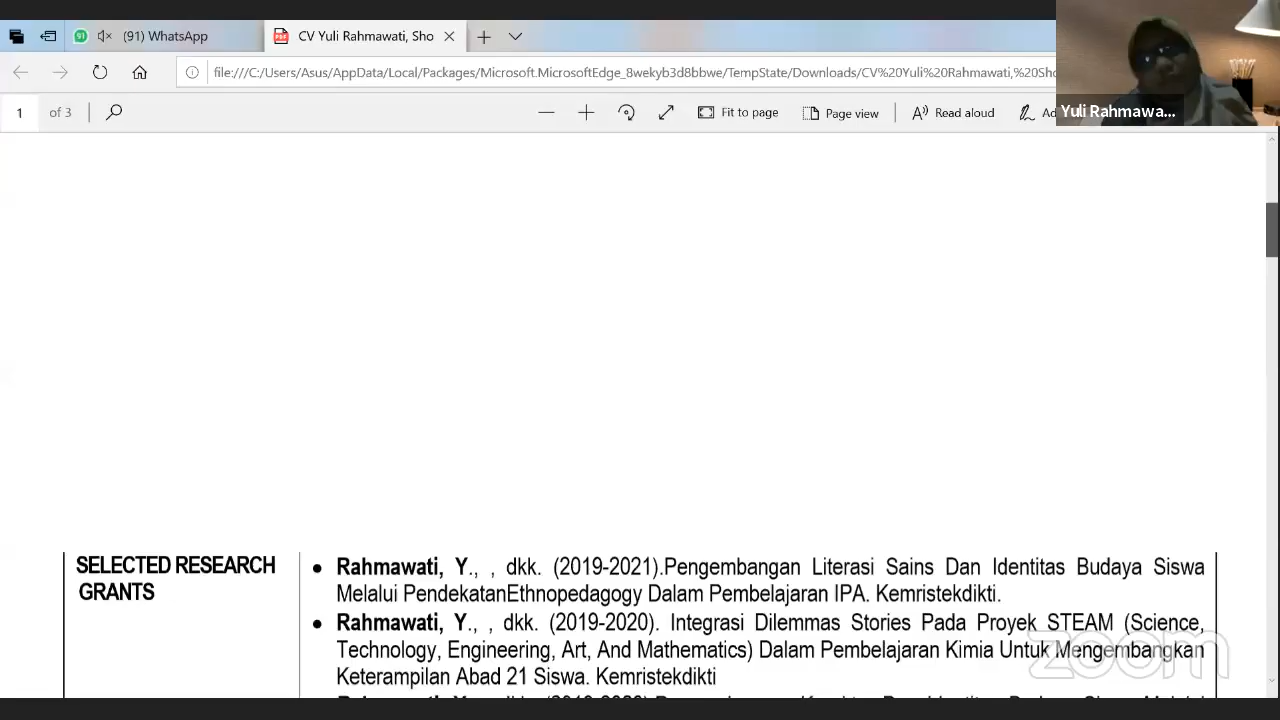 91 (91) WhatsApp
PDF CV Yuli Rahmawati, Sho
file:///C:/Users/Asus/AppData/Local/Packages/Microsoft.MicrosoftEdge_8wekyb3d8bbwe/TempState/Downloads/CV%20Yuli%20Rahmawati,%20Sho
Yuli Rahmawa...
1 of 3 Fit to page Page view Read aloud
SELECTED RESEARCH
GRANTS
• Rahmawati, Y., , dkk. (2019-2021).Pengembangan Literasi Sains Dan Identitas Budaya Siswa
Melalui PendekatanEthnopedagogy Dalam Pembelajaran IPA. Kemristekdikti.
• Rahmawati, Y., , dkk. (2019-2020). Integrasi Dilemmas Stories Pada Proyek STEAM (Science,
Technology, Engineering, Art, And Mathematics) Dalam Pembelajaran Kimia Untuk Mengembangkan
Keterampilan Abad 21 Siswa. Kemristekdikti
zoom